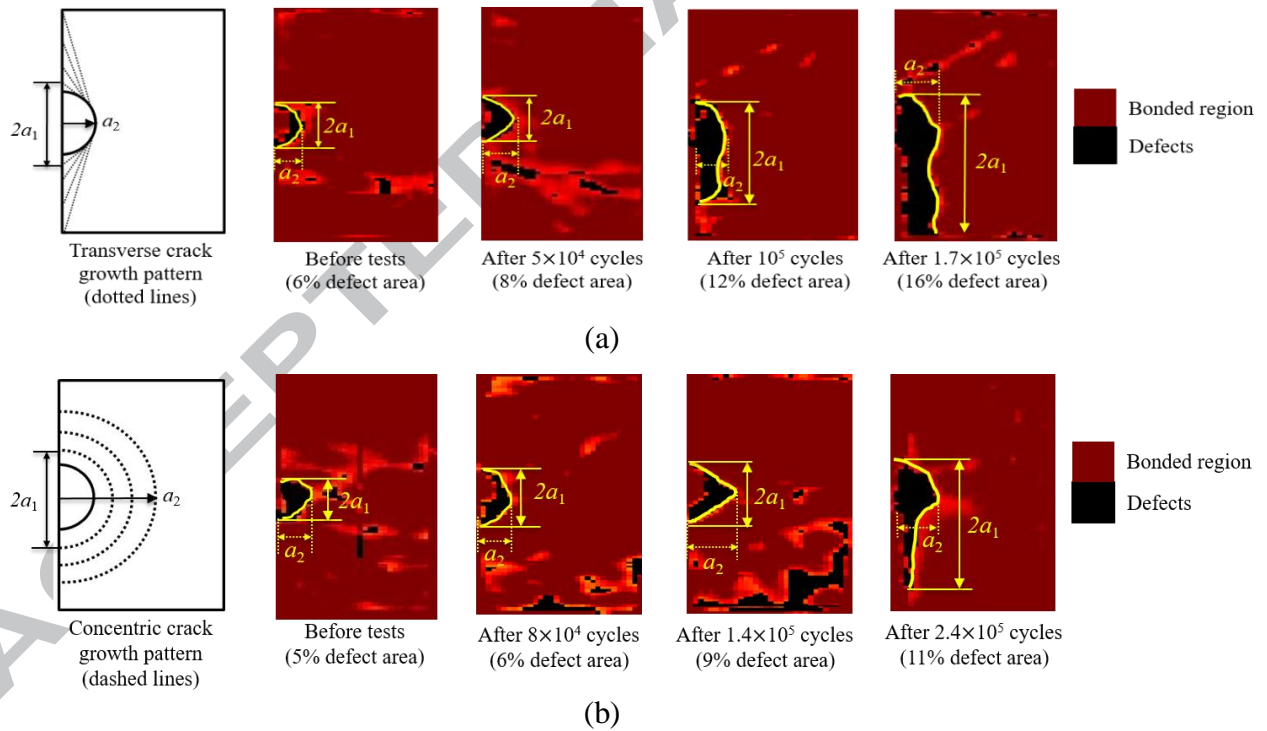 2a₁
a₂
Transverse crack
growth pattern
(dotted lines)
2a₁
a₂
Before tests
(6% defect area)
2a₁
a₂
After 5×10⁴ cycles
(8% defect area)
2a₁
a₂
After 10⁵ cycles
(12% defect area)
a₂
2a₁
After 1.7×10⁵ cycles
(16% defect area)
Bonded region
Defects
(a)
2a₁
a₂
Concentric crack
growth pattern
(dashed lines)
2a₁
a₂
Before tests
(5% defect area)
2a₁
a₂
After 8×10⁴ cycles
(6% defect area)
2a₁
a₂
After 1.4×10⁵ cycles
(9% defect area)
a₂
2a₁
After 2.4×10⁵ cycles
(11% defect area)
Bonded region
Defects
(b)